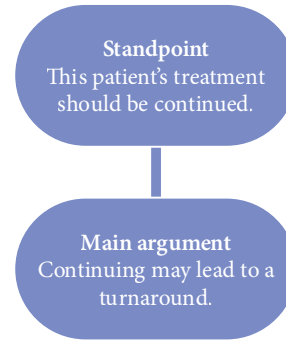 Standpoint
This patient’s treatment
should be continued.
Main argument
Continuing may lead to a
turnaround.